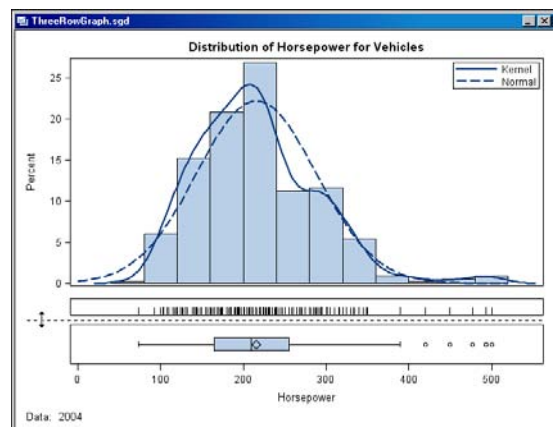 ThreeRowGraph.sgd
Distribution of Horsepower for Vehicles
Kernel
Normal
25
20
15
10
5
0
Percent
0 100 200 300 400 500
Horsepower
Data: 2004